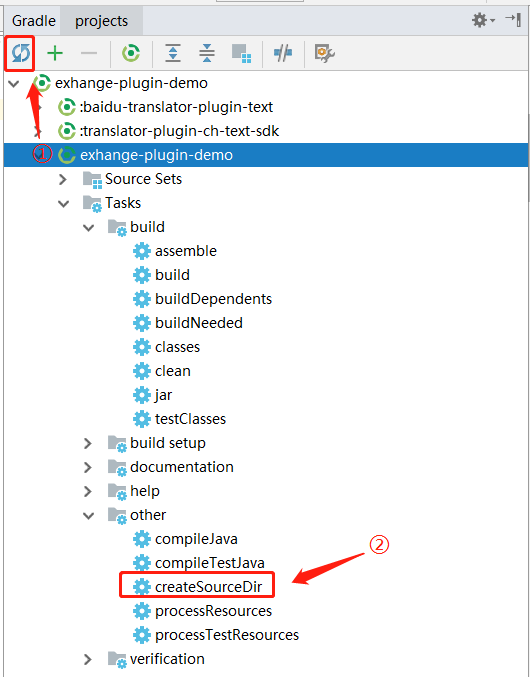 Gradle projects
exhange-plugin-demo
:baidu-translator-plugin-text
:translator-plugin-ch-text-sdk
① exhange-plugin-demo
Source Sets
Tasks
build
assemble
build
buildDependents
buildNeeded
classes
clean
jar
testClasses
build setup
documentation
help
other
compileJava
②
compileTestJava
createSourceDir
processResources
processTestResources
verification